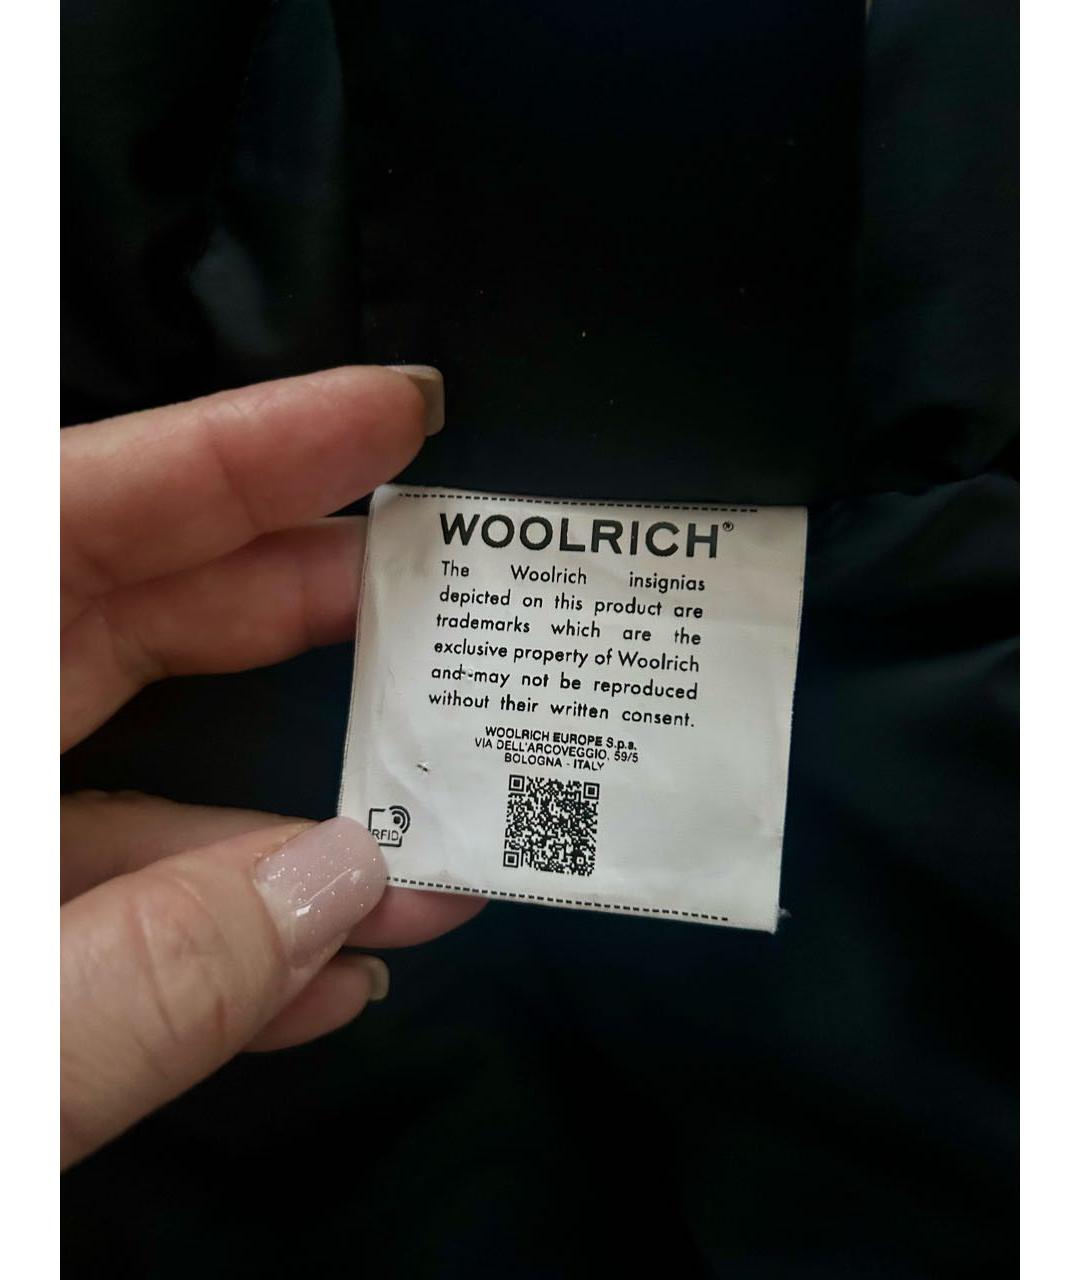 WOOLRICH®
The Woolrich insignias
depicted on this product are
trademarks which are the
exclusive property of Woolrich
and may not be reproduced
without their written consent.
WOOLRICH EUROPE S.p.a.
VIA DELL'ARCOVEGGIO, 59/5
BOLOGNA - ITALY
RFID